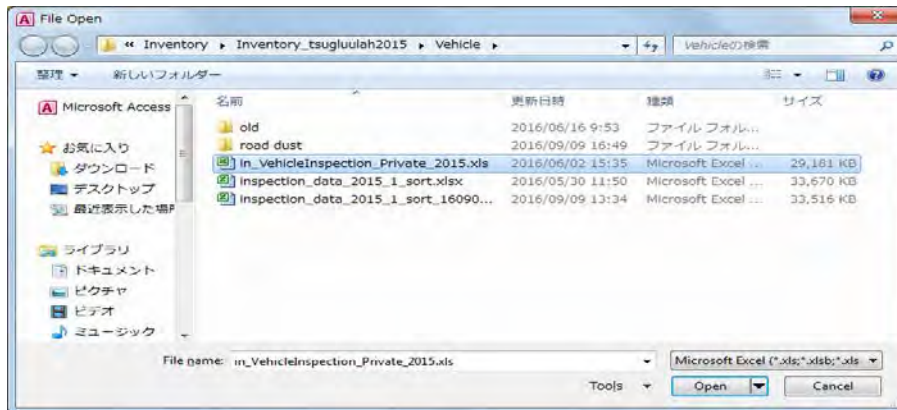 File Open
« Inventory ▸ Inventory_tsugluulah2015 ▸ Vehicle ▸
Vehicleの検索
整理 ▼ 新しいフォルダー
Microsoft Access
名前 更新日時 種類 サイズ
old 2016/06/16 9:53 ファイル フォル...
お気に入り
road dust 2016/09/09 16:49 ファイル フォル...
ダウンロード
in_VehicleInspection_Private_2015.xls 2016/06/02 15:35 Microsoft Excel ... 29,181 KB
デスクトップ
inspection_data_2015_1_sort.xlsx 2016/05/30 11:50 Microsoft Excel ... 33,670 KB
最近表示した場所
inspection_data_2015_1_sort_16090... 2016/09/09 13:34 Microsoft Excel ... 33,516 KB
ライブラリ
ドキュメント
ピクチャ
ビデオ
ミュージック
File name: in_VehicleInspection_Private_2015.xls
Microsoft Excel (*.xls;*.xlsb;*.xls
Tools
Open
Cancel